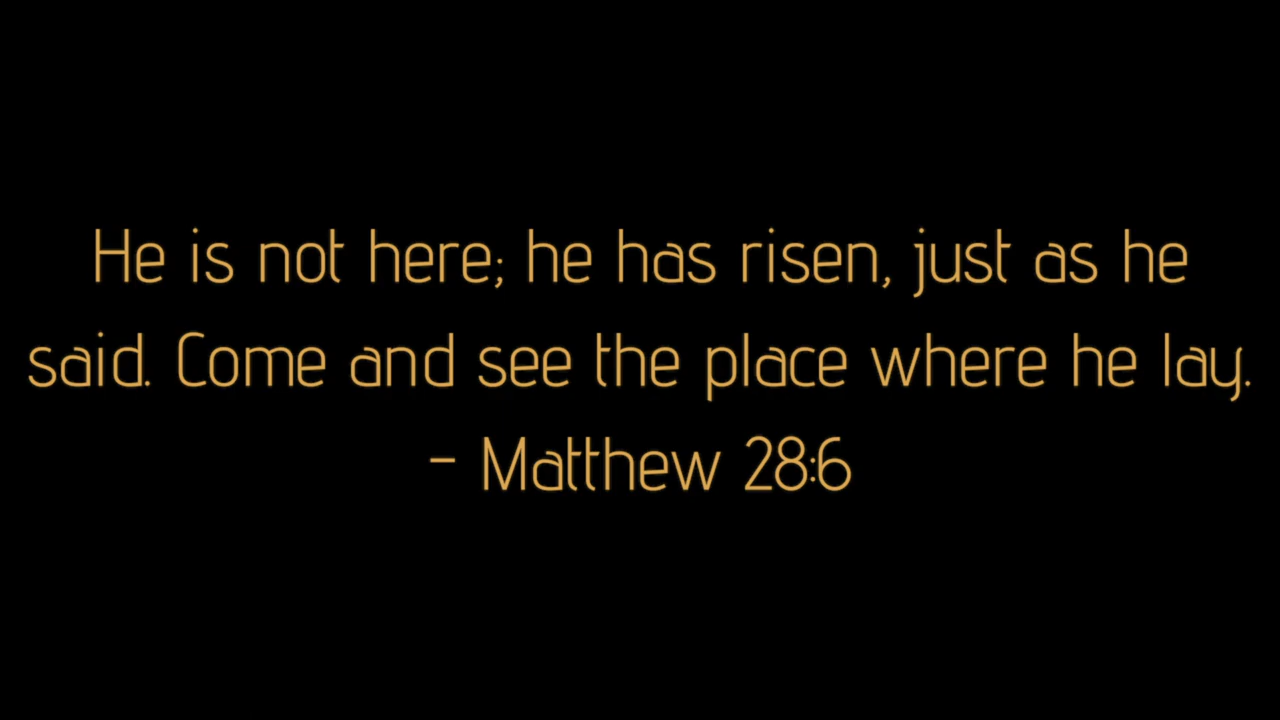 He is not here; he has risen, just as he
said. Come and see the place where he lay.
- Matthew 28:6